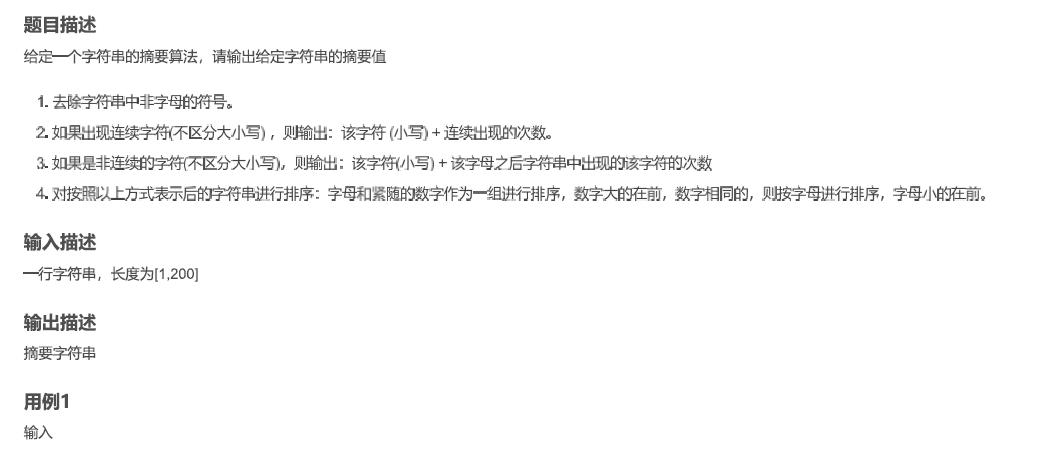 题目描述
给定一个字符串的摘要算法，请输出给定字符串的摘要值
1. 去除字符串中非字母的符号。
2. 如果出现连续字符(不区分大小写) ，则输出：该字符 (小写) + 连续出现的次数。
3. 如果是非连续的字符(不区分大小写)，则输出：该字符(小写) + 该字母之后字符串中出现的该字符的次数
4. 对按照以上方式表示后的字符串进行排序：字母和紧随的数字作为一组进行排序，数字大的在前，数字相同的，则按字母进行排序，字母小的在前。
输入描述
一行字符串，长度为[1,200]
输出描述
摘要字符串
用例1
输入